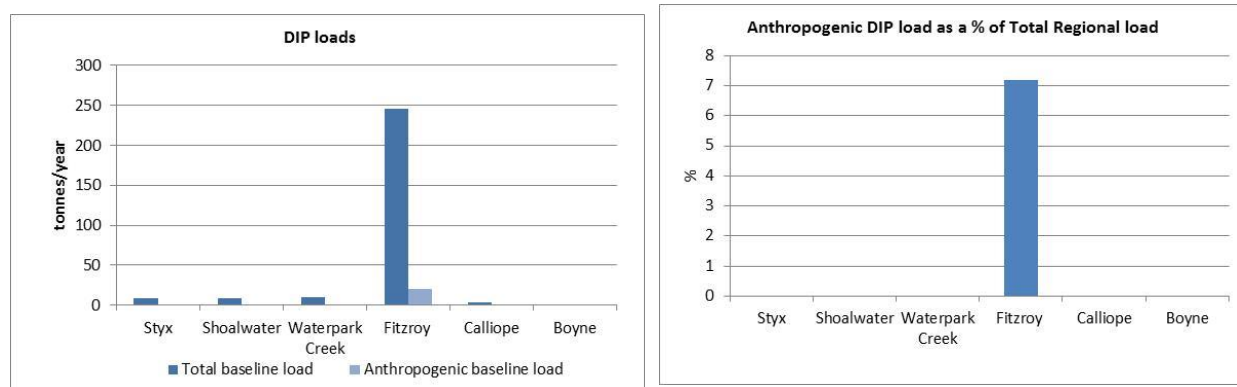 DIP loads
300
250
200
150
100
50
0
tonnes/year
Styx Shoalwater Waterpark Creek Fitzroy Calliope Boyne
Total baseline load Anthropogenic baseline load
Anthropogenic DIP load as a % of Total Regional load
8
7
6
5
4
3
2
1
0
%
Styx Shoalwater Waterpark Creek Fitzroy Calliope Boyne